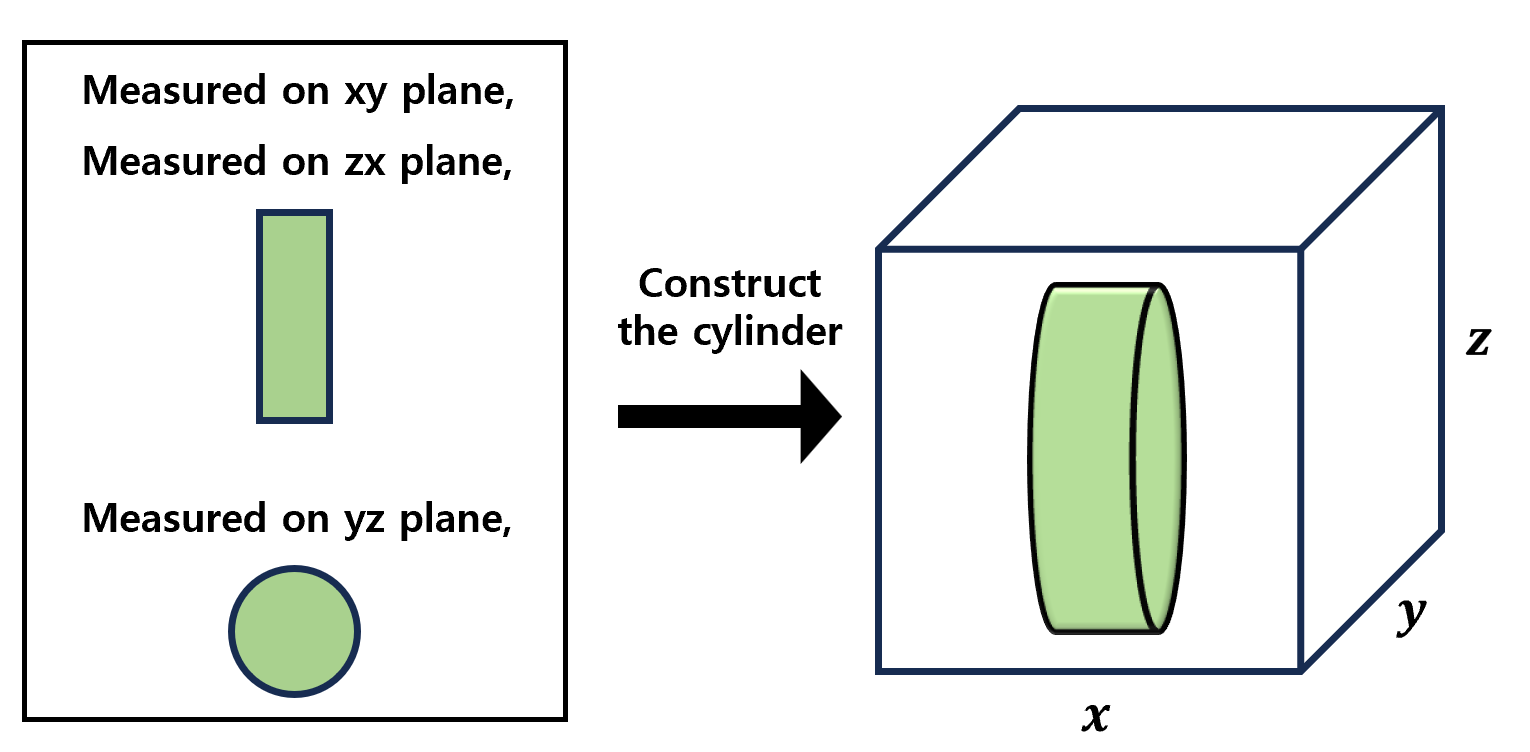 Measured on xy plane,
Measured on zx plane,
Measured on yz plane,
Construct
the cylinder
z
y
x